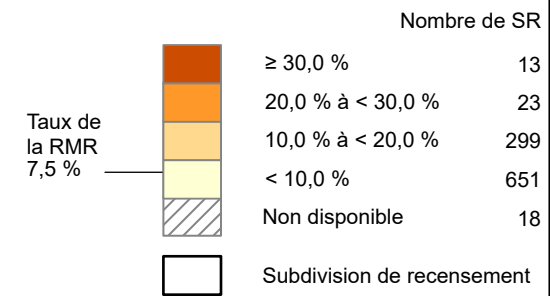 Nombre de SR
≥ 30,0 % 13
20,0 % à < 30,0 % 23
10,0 % à < 20,0 % 299
< 10,0 % 651
Non disponible 18
Taux de
la RMR
7,5 %
Subdivision de recensement